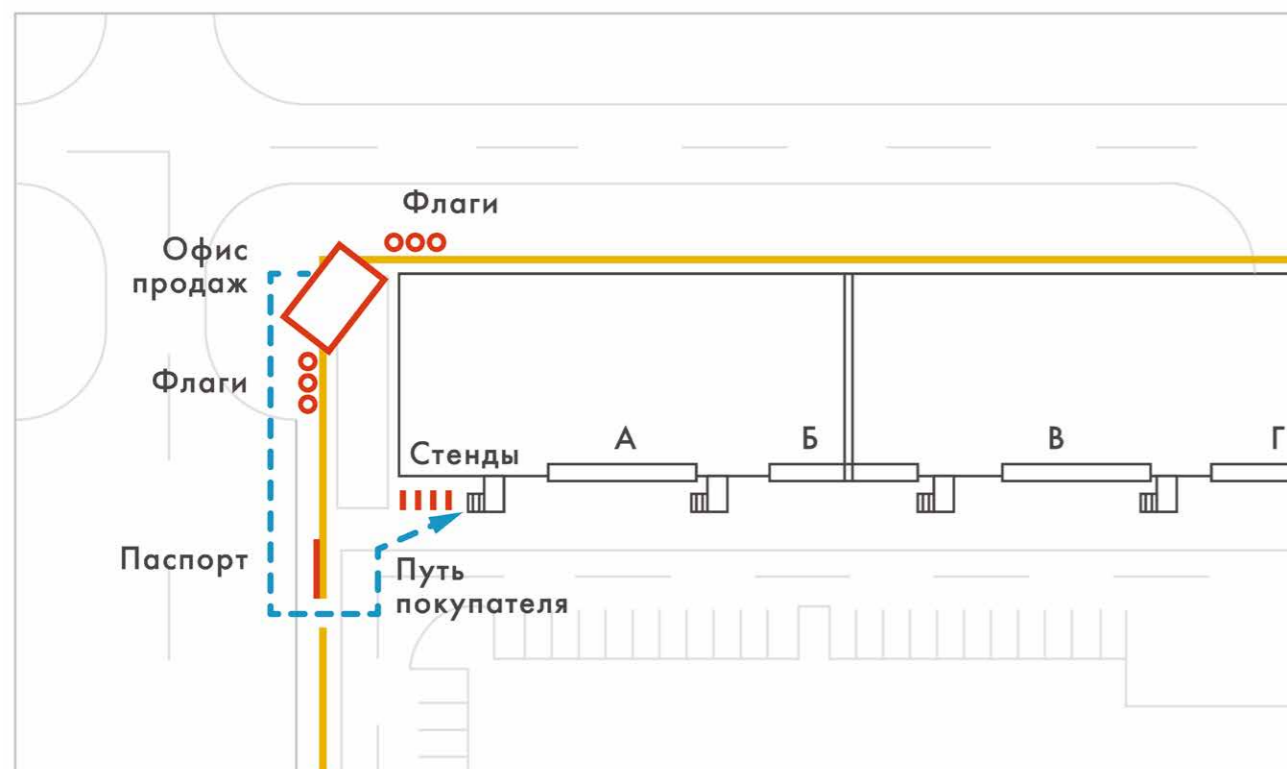 Флаги
Офис
продаж
Флаги
А
Б
В
Г
Стенды
Паспорт
Путь
покупателя